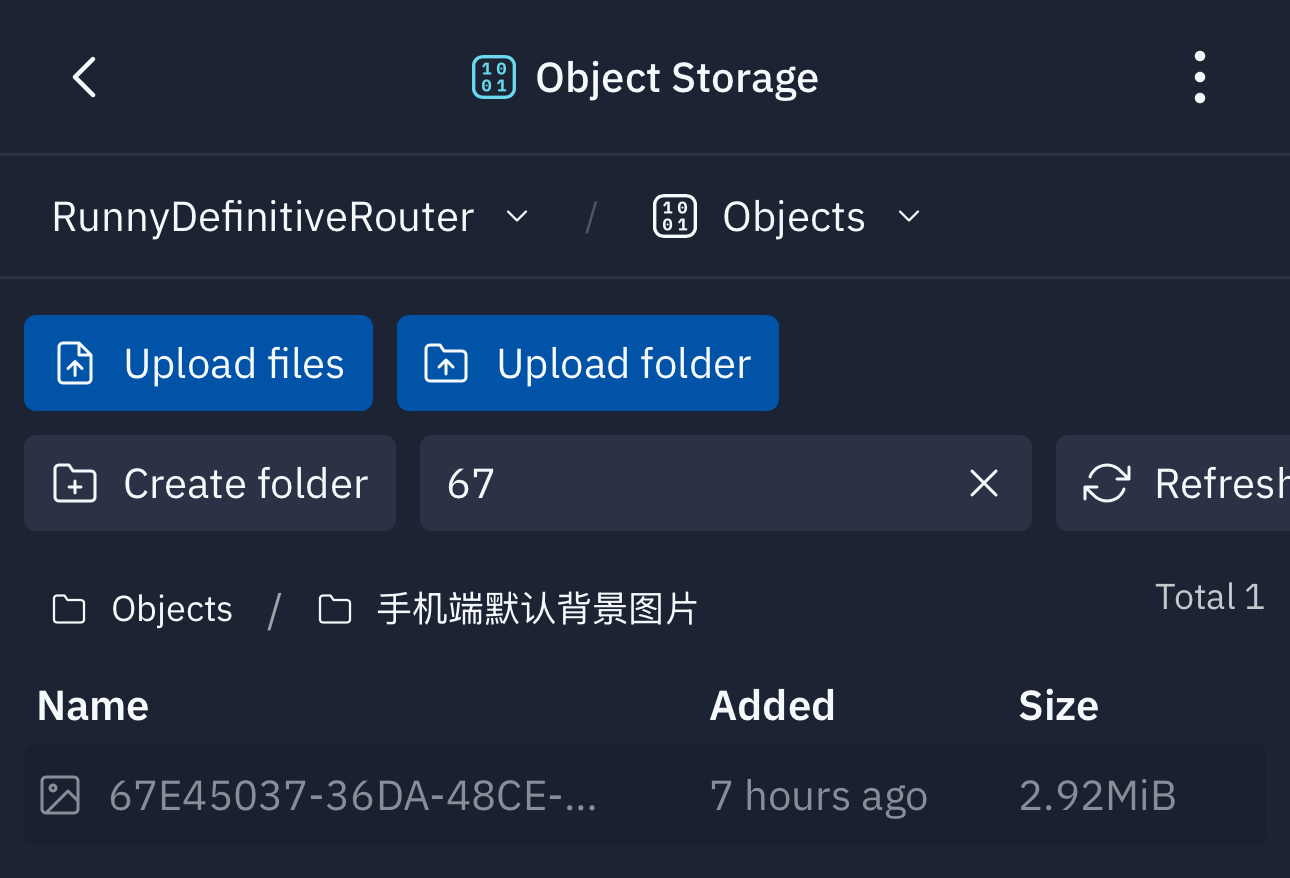 Object Storage
RunnyDefinitiveRouter / Objects
Upload files Upload folder
Create folder 67 Refresh
Objects / 手机端默认背景图片 Total 1
Name Added Size
67E45037-36DA-48CE-... 7 hours ago 2.92MiB